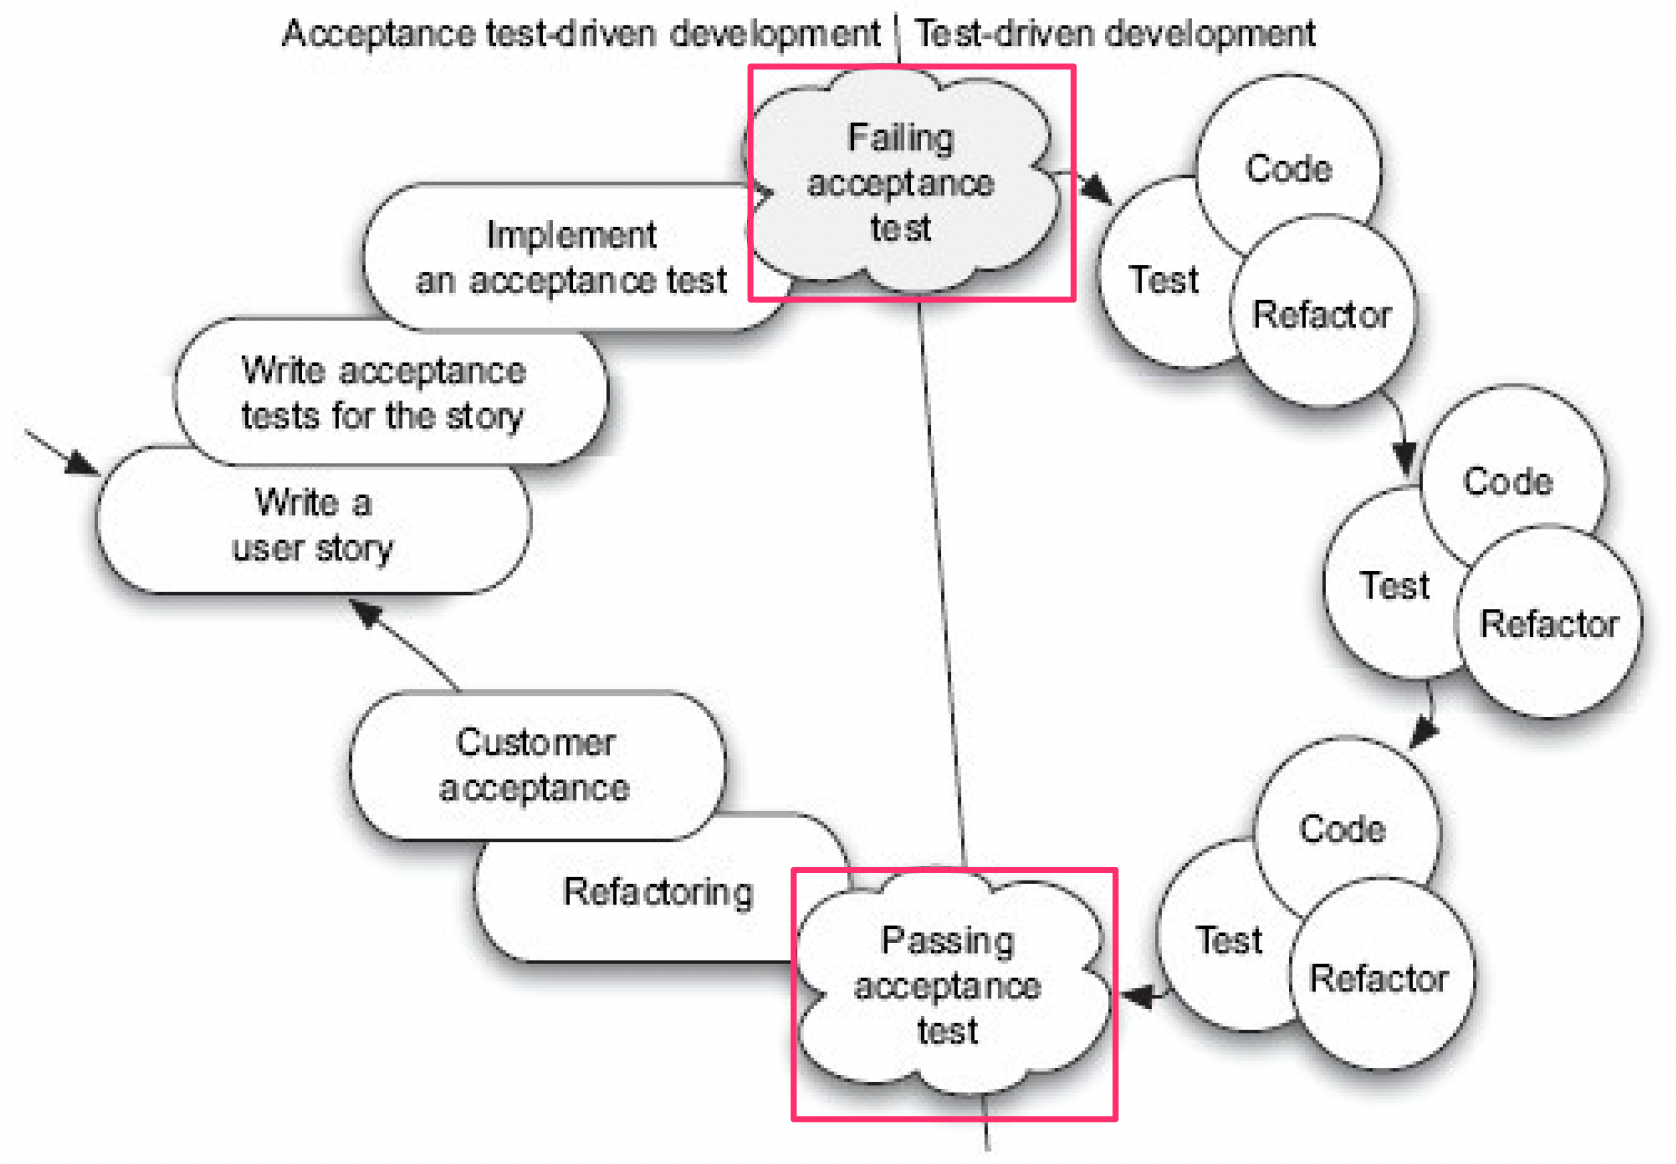 Acceptance test-driven development
Test-driven development
Failing
acceptance
test
Implement
an acceptance test
Write acceptance
tests for the story
Write a
user story
Code
Test
Refactor
Code
Test
Refactor
Code
Test
Refactor
Customer
acceptance
Refactoring
Passing
acceptance
test